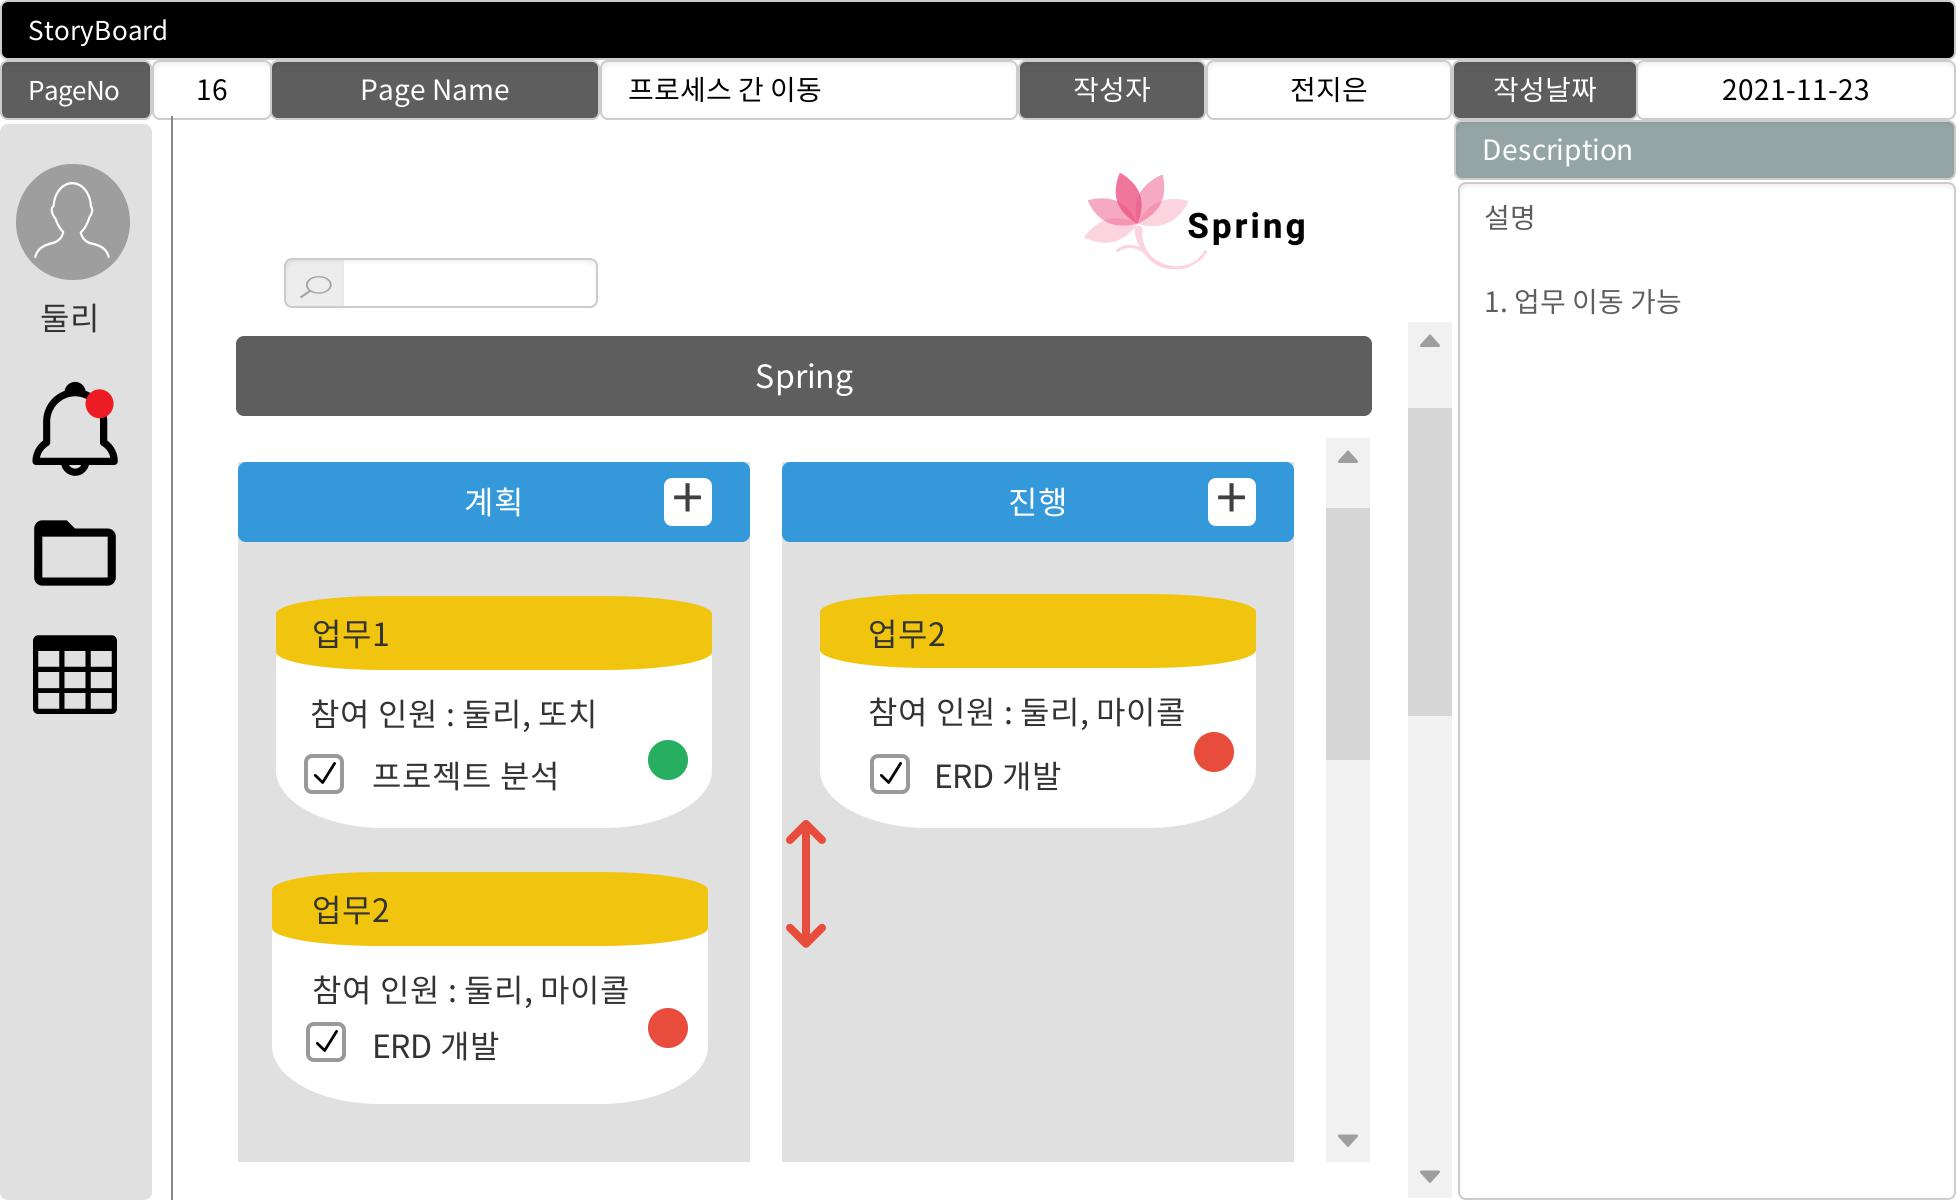 StoryBoard
PageNo 16 Page Name 프로세스 간 이동 작성자 전지은 작성날짜 2021-11-23
둘리
Spring
Spring
계획 +
업무1
참여 인원 : 둘리, 또치
프로젝트 분석
업무2
참여 인원 : 둘리, 마이콜
ERD 개발
진행 +
업무2
참여 인원 : 둘리, 마이콜
ERD 개발
Description
설명
1. 업무 이동 가능